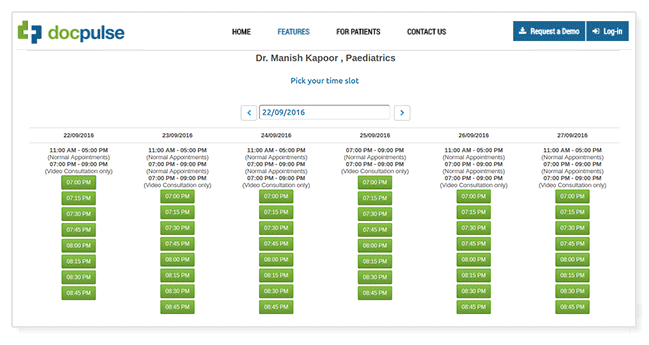 docpulse
HOME
FEATURES
FOR PATIENTS
CONTACT US
Request a Demo
Log-in
Dr. Manish Kapoor , Paediatrics
Pick your time slot
22/09/2016
22/09/2016
11:00 AM - 05:00 PM
(Normal Appointments)
07:00 PM - 09:00 PM
(Video Consultation only)
07:00 PM
07:15 PM
07:30 PM
07:45 PM
08:00 PM
08:15 PM
08:30 PM
08:45 PM
23/09/2016
11:00 AM - 05:00 PM
(Normal Appointments)
07:00 PM - 09:00 PM
(Normal Appointments)
07:00 PM - 09:00 PM
(Video Consultation only)
07:00 PM
07:15 PM
07:30 PM
07:45 PM
08:00 PM
08:15 PM
08:30 PM
08:45 PM
24/09/2016
11:00 AM - 05:00 PM
(Normal Appointments)
07:00 PM - 09:00 PM
(Normal Appointments)
07:00 PM - 09:00 PM
(Video Consultation only)
07:00 PM
07:15 PM
07:30 PM
07:45 PM
08:00 PM
08:15 PM
08:30 PM
08:45 PM
25/09/2016
07:00 PM - 09:00 PM
(Normal Appointments)
07:00 PM - 09:00 PM
(Video Consultation only)
07:00 PM
07:15 PM
07:30 PM
07:45 PM
08:00 PM
08:15 PM
08:30 PM
08:45 PM
26/09/2016
11:00 AM - 05:00 PM
(Normal Appointments)
07:00 PM - 09:00 PM
(Normal Appointments)
07:00 PM - 09:00 PM
(Video Consultation only)
07:00 PM
07:15 PM
07:30 PM
07:45 PM
08:00 PM
08:15 PM
08:30 PM
08:45 PM
27/09/2016
11:00 AM - 05:00 PM
(Normal Appointments)
07:00 PM - 09:00 PM
(Normal Appointments)
07:00 PM - 09:00 PM
(Video Consultation only)
07:00 PM
07:15 PM
07:30 PM
07:45 PM
08:00 PM
08:15 PM
08:30 PM
08:45 PM